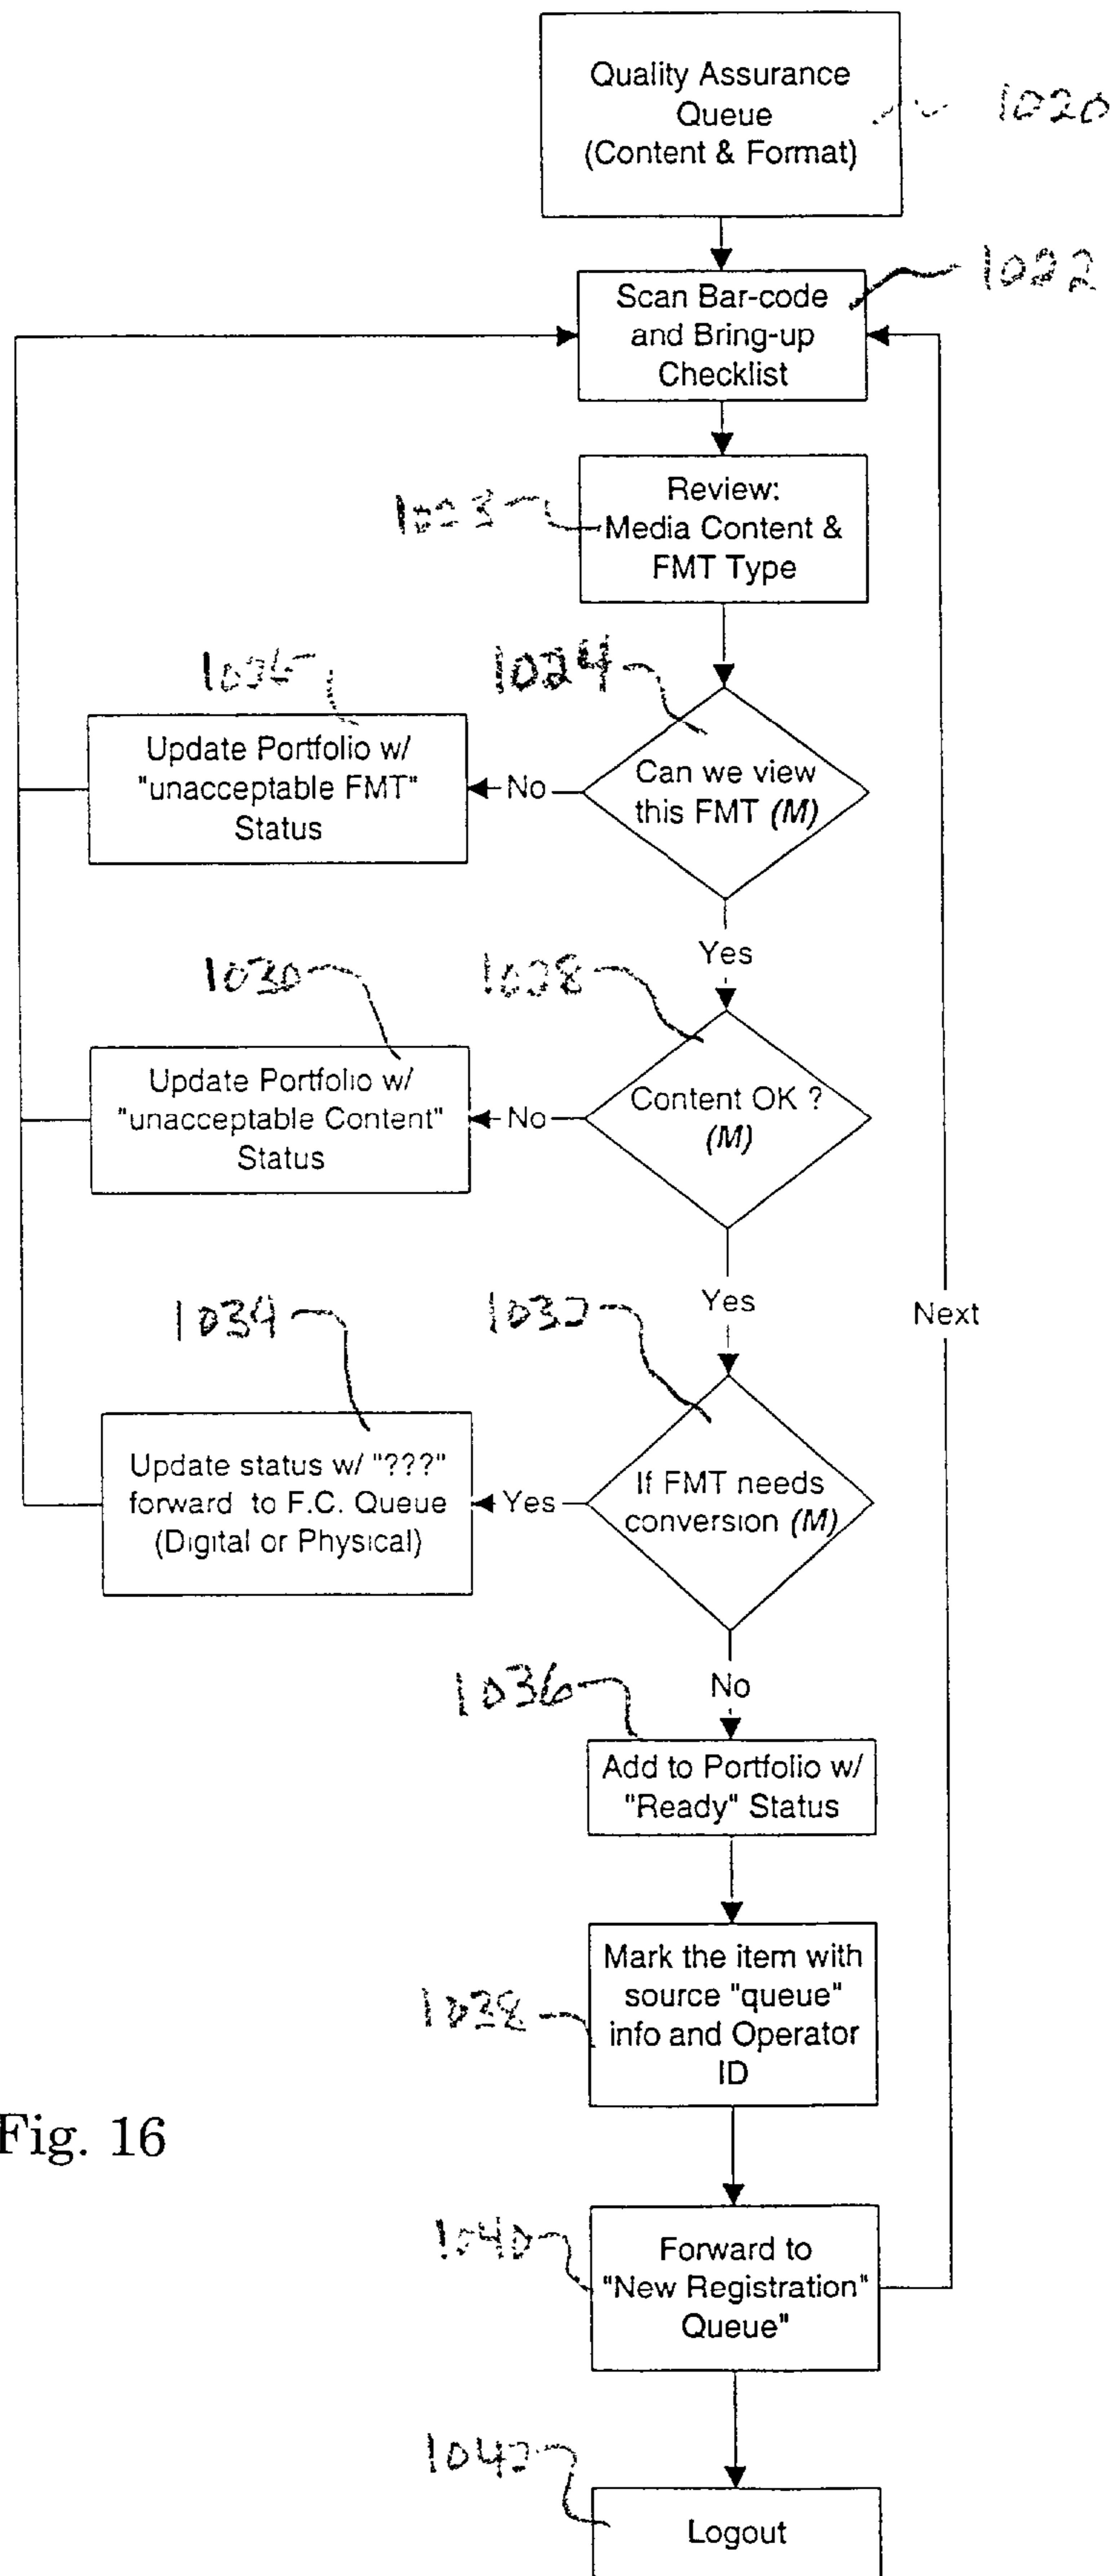 Quality Assurance
Queue
(Content & Format)
1020
Scan Bar-code
and Bring-up
Checklist
1022
Review:
Media Content &
FMT Type
1024
Can we view
this FMT (M)
No
Update Portfolio w/
"unacceptable FMT"
Status
Yes
1030
1028
Content OK ?
(M)
No
Update Portfolio w/
"unacceptable Content"
Status
Yes
Next
1034
1032
If FMT needs
conversion (M)
Yes
Update status w/ "???"
forward to F.C. Queue
(Digital or Physical)
No
1036
Add to Portfolio w/
"Ready" Status
1038
Mark the item with
source "queue"
info and Operator
ID
Fig. 16
1040
Forward to
"New Registration"
Queue"
1042
Logout